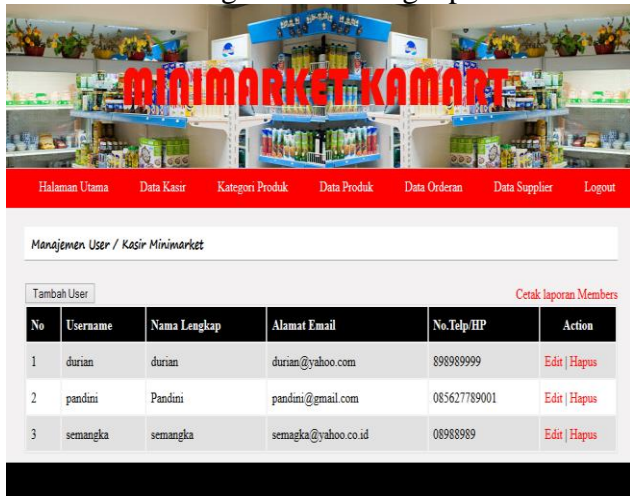 MINIMARKET KAMART
Halaman Utama Data Kasir Kategori Produk Data Produk Data Orderan Data Supplier Logout
Manajemen User / Kasir Minimarket
Tambah User Cetak laporan Members
No Username Nama Lengkap Alamat Email No.Telp/HP Action
1 durian durian durian@yahoo.com 898989999 Edit | Hapus
2 pandini Pandini pandini@gmail.com 085627789001 Edit | Hapus
3 semangka semangka semagka@yahoo.co.id 08988989 Edit | Hapus